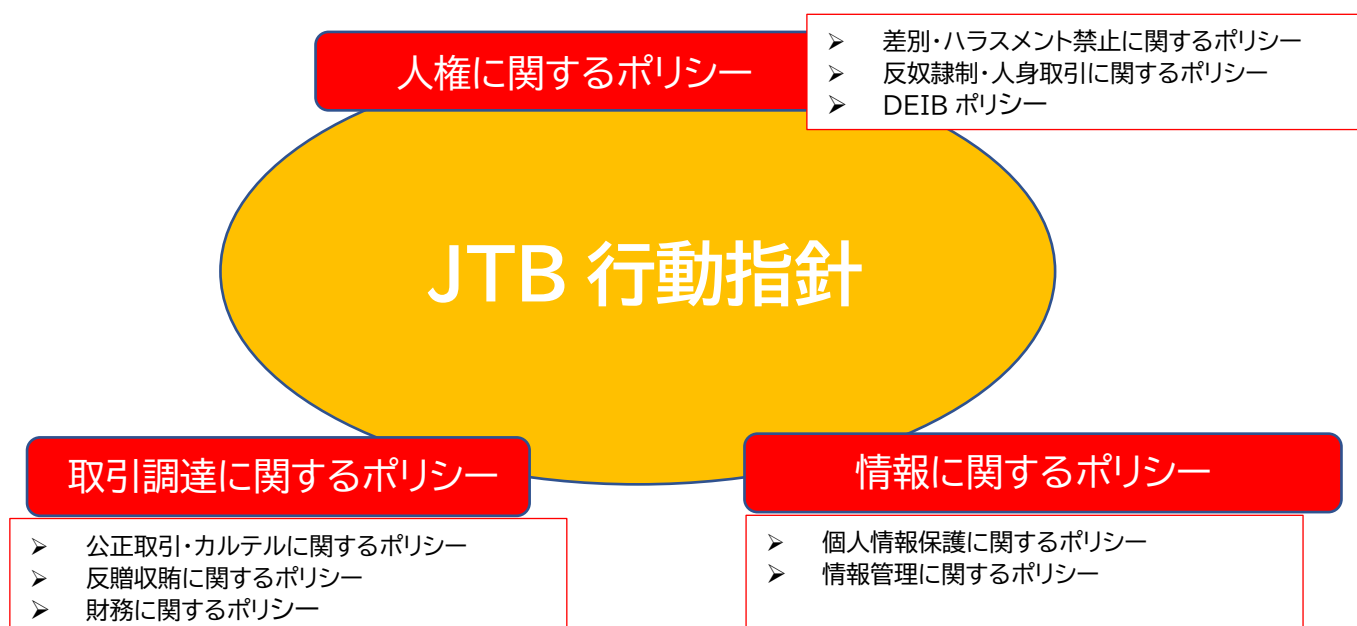 人権に関するポリシー
➢ 差別・ハラスメント禁止に関するポリシー
➢ 反奴隷制・人身取引に関するポリシー
➢ DEIB ポリシー
JTB 行動指針
取引調達に関するポリシー
➢ 公正取引・カルテルに関するポリシー
➢ 反贈収賄に関するポリシー
➢ 財務に関するポリシー
情報に関するポリシー
➢ 個人情報保護に関するポリシー
➢ 情報管理に関するポリシー